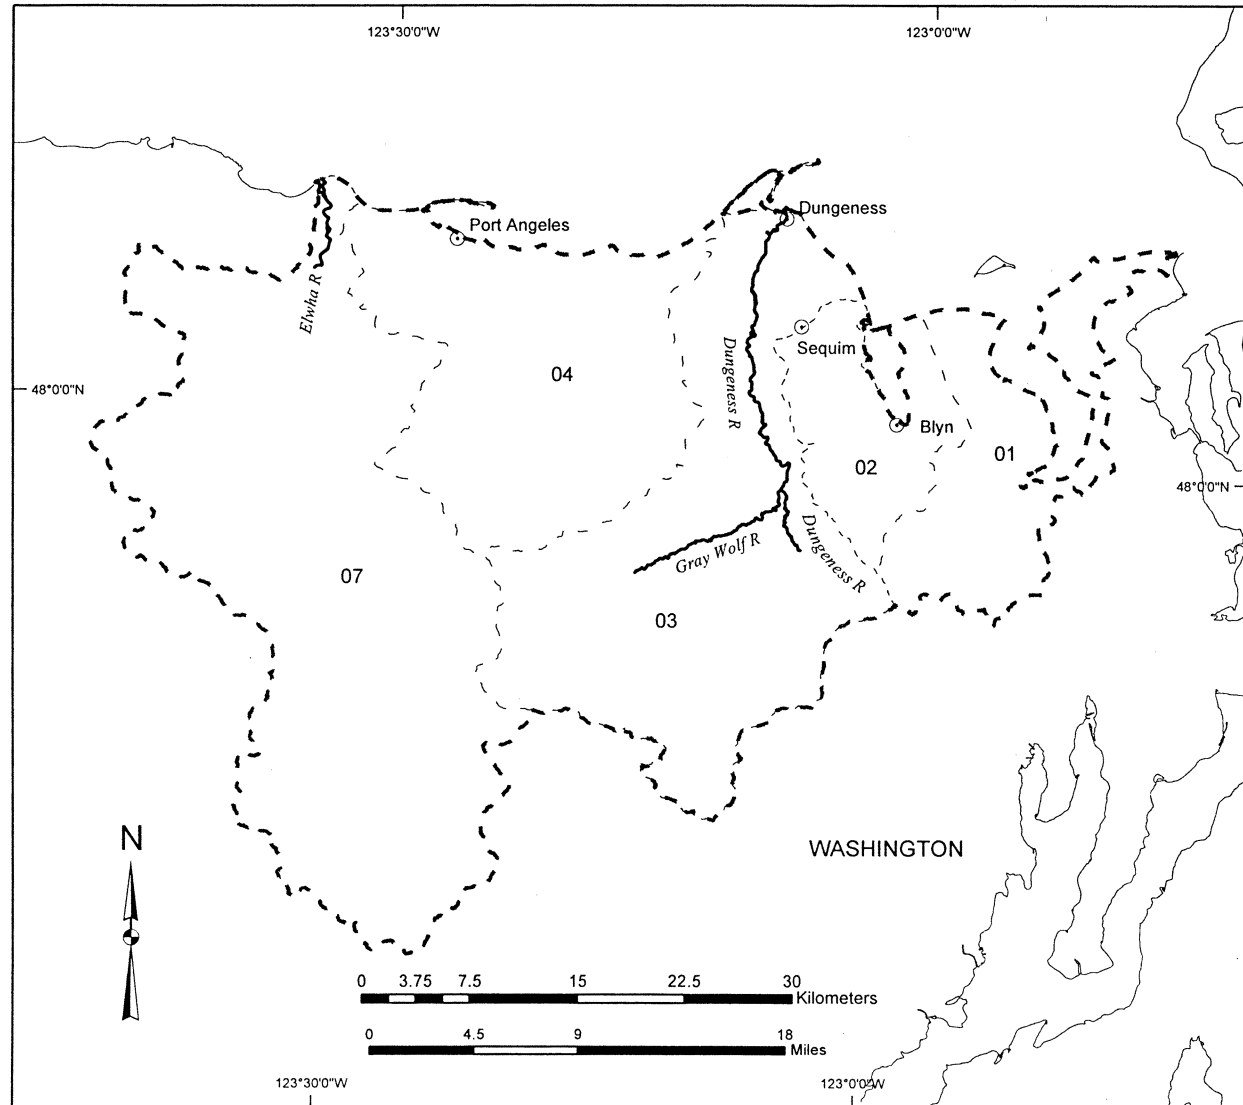 123°30'0"W
123°0'0"W
Dungeness
Port Angeles
Elwha R
Sequim
Dungeness R
04
48°0'0"N
Blyn
01
02
48°0'0"N
Dungeness R
Gray Wolf R
07
03
WASHINGTON
N
0 3.75 7.5 15 22.5 30
Kilometers
0 4.5 9 18
Miles
123°30'0"W
123°0'0"W